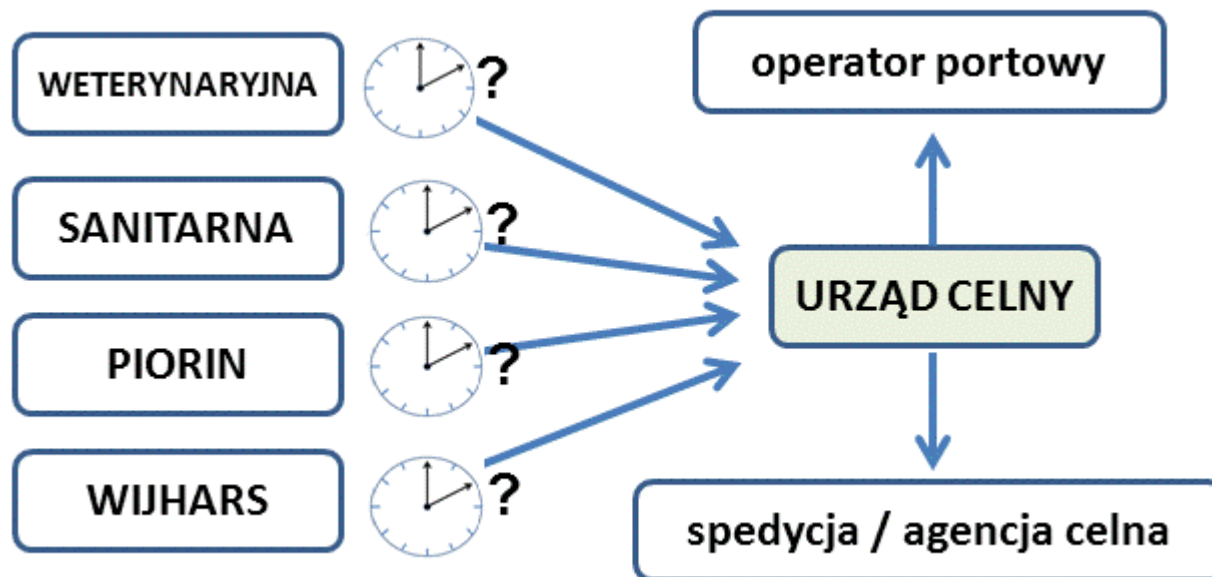 WETERYNARYJNA
?
SANITARNA
?
PIORIN
?
WIJHARS
?
operator portowy
URZĄD CELNY
spedycja / agencja celna